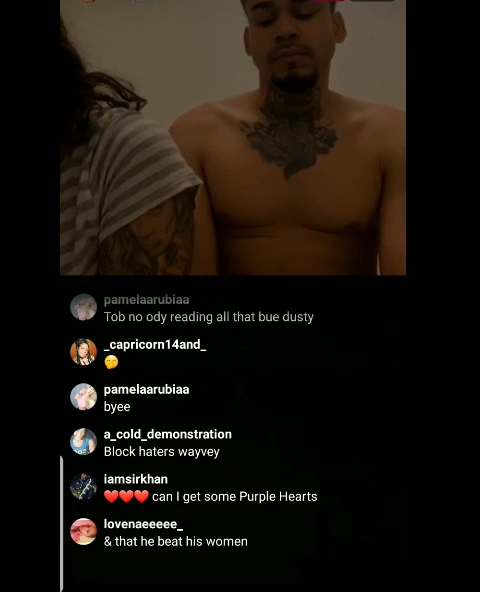 pamelaarubiaa
Tob no ody reading all that bue dusty
_capricorn14and_
🤭
pamelaarubiaa
byee
a_cold_demonstration
Block haters wayvey
iamsirkhan
❤️❤️❤️ can I get some Purple Hearts
lovenaeeeee_
& that he beat his women